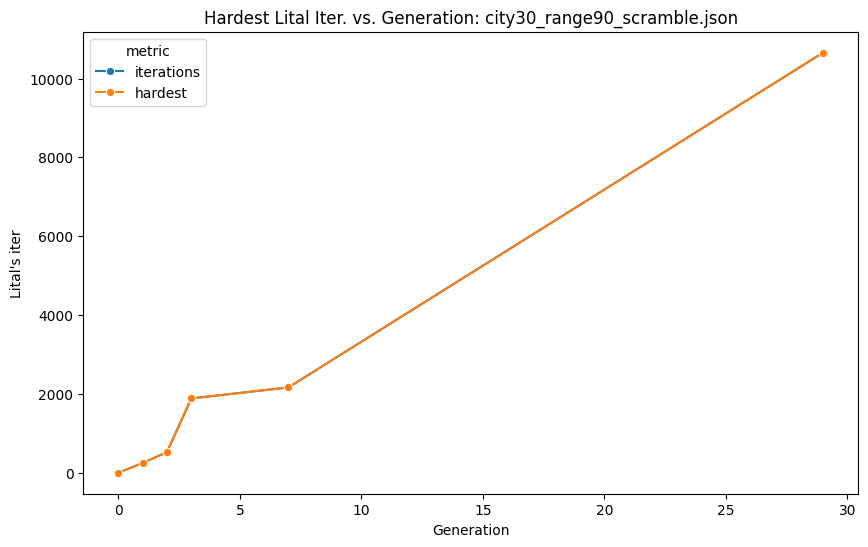 Hardest Lital Iter. vs. Generation: city30_range90_scramble.json
metric
iterations
hardest
10000
8000
6000
4000
2000
0
Lital's iter
0 5 10 15 20 25 30
Generation